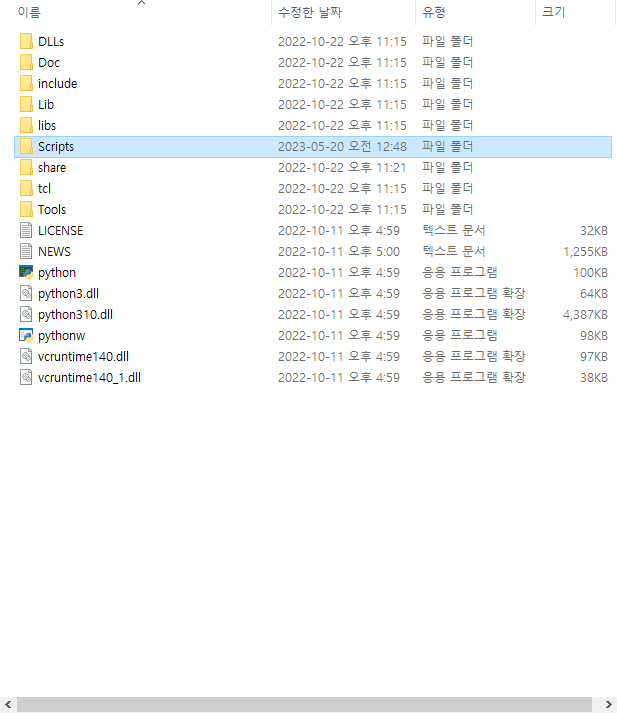 이름 수정한 날짜 유형 크기
DLLs 2022-10-22 오후 11:15 파일 폴더
Doc 2022-10-22 오후 11:15 파일 폴더
include 2022-10-22 오후 11:15 파일 폴더
Lib 2022-10-22 오후 11:15 파일 폴더
libs 2022-10-22 오후 11:15 파일 폴더
Scripts 2023-05-20 오전 12:48 파일 폴더
share 2022-10-22 오후 11:21 파일 폴더
tcl 2022-10-22 오후 11:15 파일 폴더
Tools 2022-10-22 오후 11:15 파일 폴더
LICENSE 2022-10-11 오후 4:59 텍스트 문서 32KB
NEWS 2022-10-11 오후 5:00 텍스트 문서 1,255KB
python 2022-10-11 오후 4:59 응용 프로그램 100KB
python3.dll 2022-10-11 오후 4:59 응용 프로그램 확장 64KB
python310.dll 2022-10-11 오후 4:59 응용 프로그램 확장 4,387KB
pythonw 2022-10-11 오후 4:59 응용 프로그램 98KB
vcruntime140.dll 2022-10-11 오후 4:59 응용 프로그램 확장 97KB
vcruntime140_1.dll 2022-10-11 오후 4:59 응용 프로그램 확장 38KB